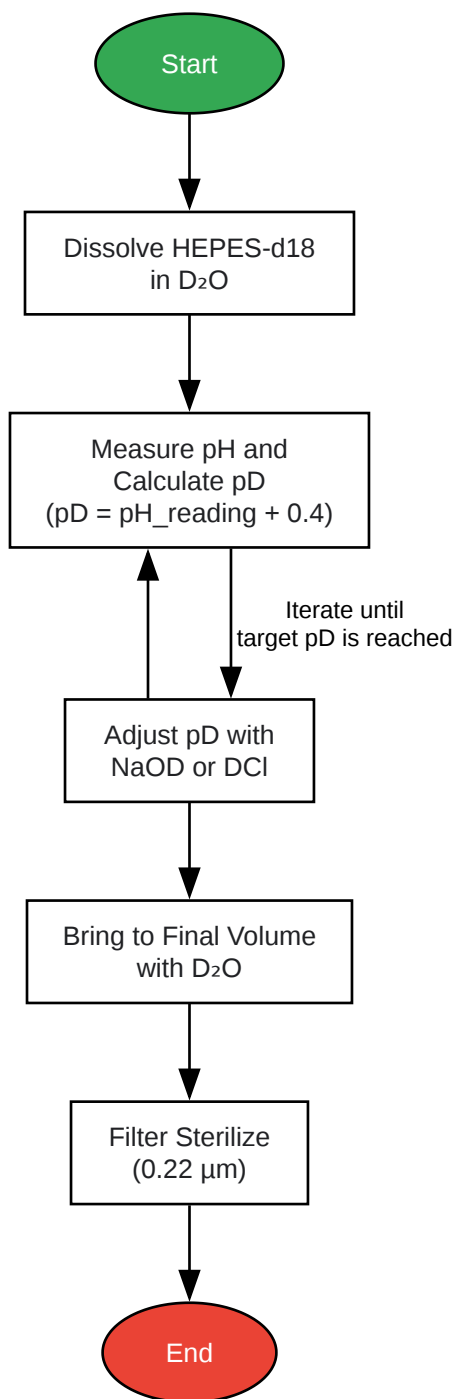 Start
Dissolve HEPES-d18
in D₂O
Measure pH and
Calculate pD
(pD = pH_reading + 0.4)
Iterate until
target pD is reached
Adjust pD with
NaOD or DCl
Bring to Final Volume
with D₂O
Filter Sterilize
(0.22 µm)
End